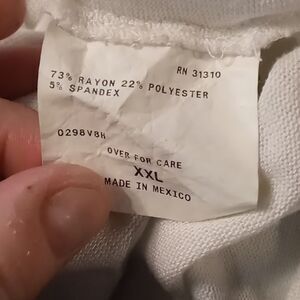 RN 31310
73% RAYON 22% POLYESTER
5% SPANDEX
0298V8H
OVER FOR CARE
XXL
MADE IN MEXICO